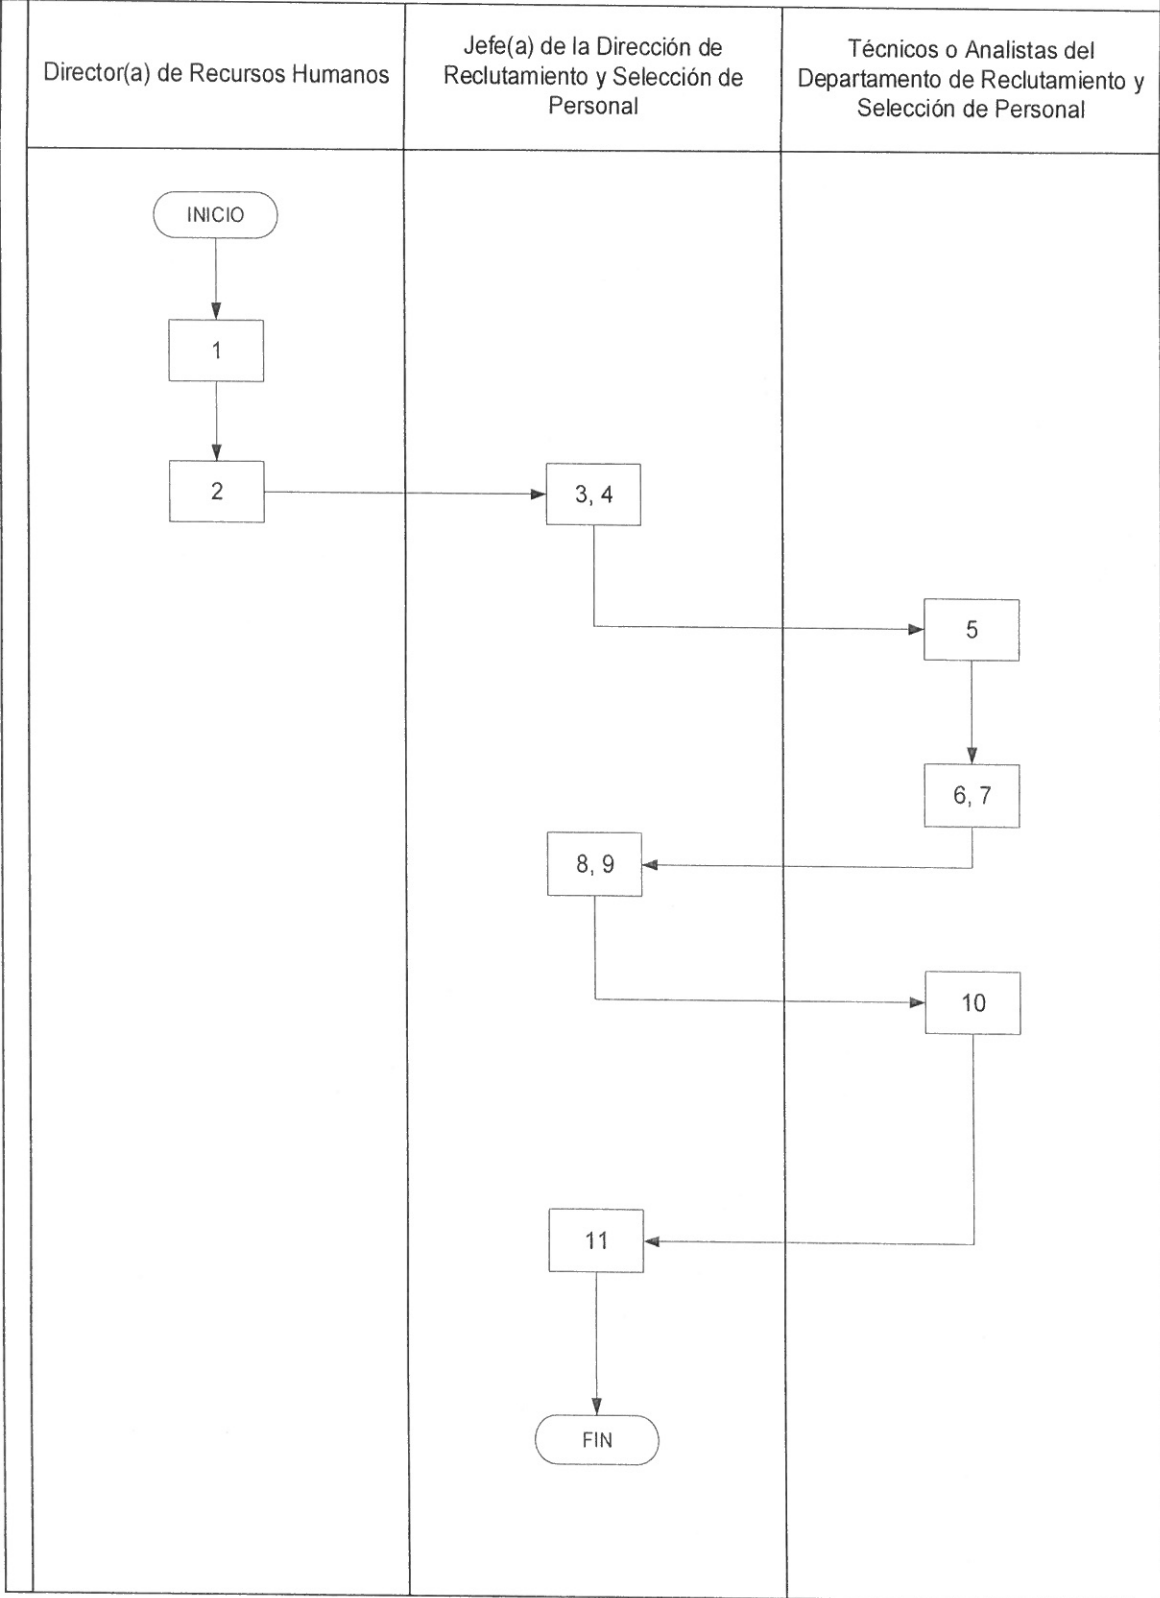 Director(a) de Recursos Humanos
Jefe(a) de la Dirección de
Reclutamiento y Selección de
Personal
Técnicos o Analistas del
Departamento de Reclutamiento y
Selección de Personal
INICIO
1
2
3, 4
5
6, 7
8, 9
10
11
FIN